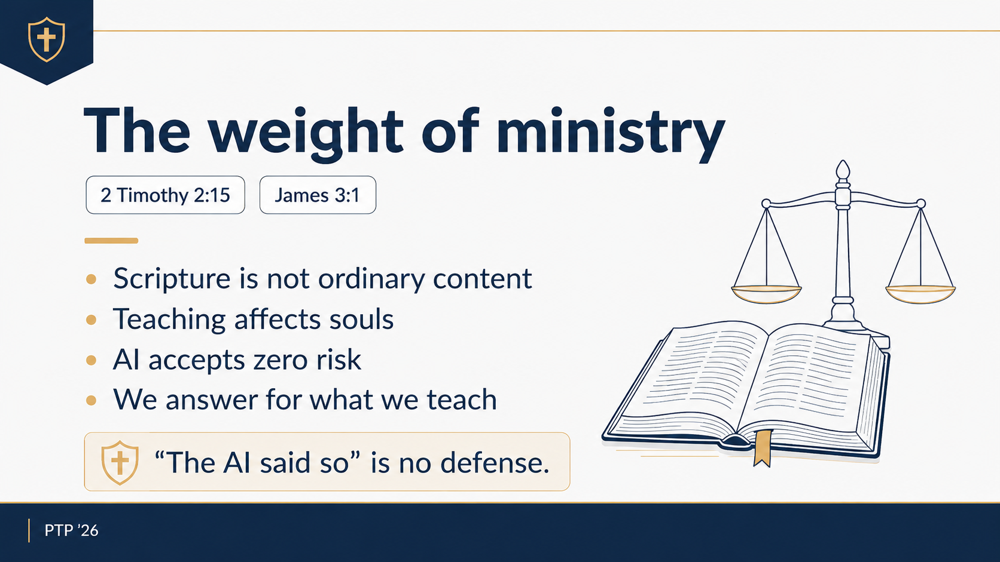 The weight of ministry
2 Timothy 2:15
James 3:1
• Scripture is not ordinary content
• Teaching affects souls
• AI accepts zero risk
• We answer for what we teach
“The AI said so” is no defense.
PTP ’26